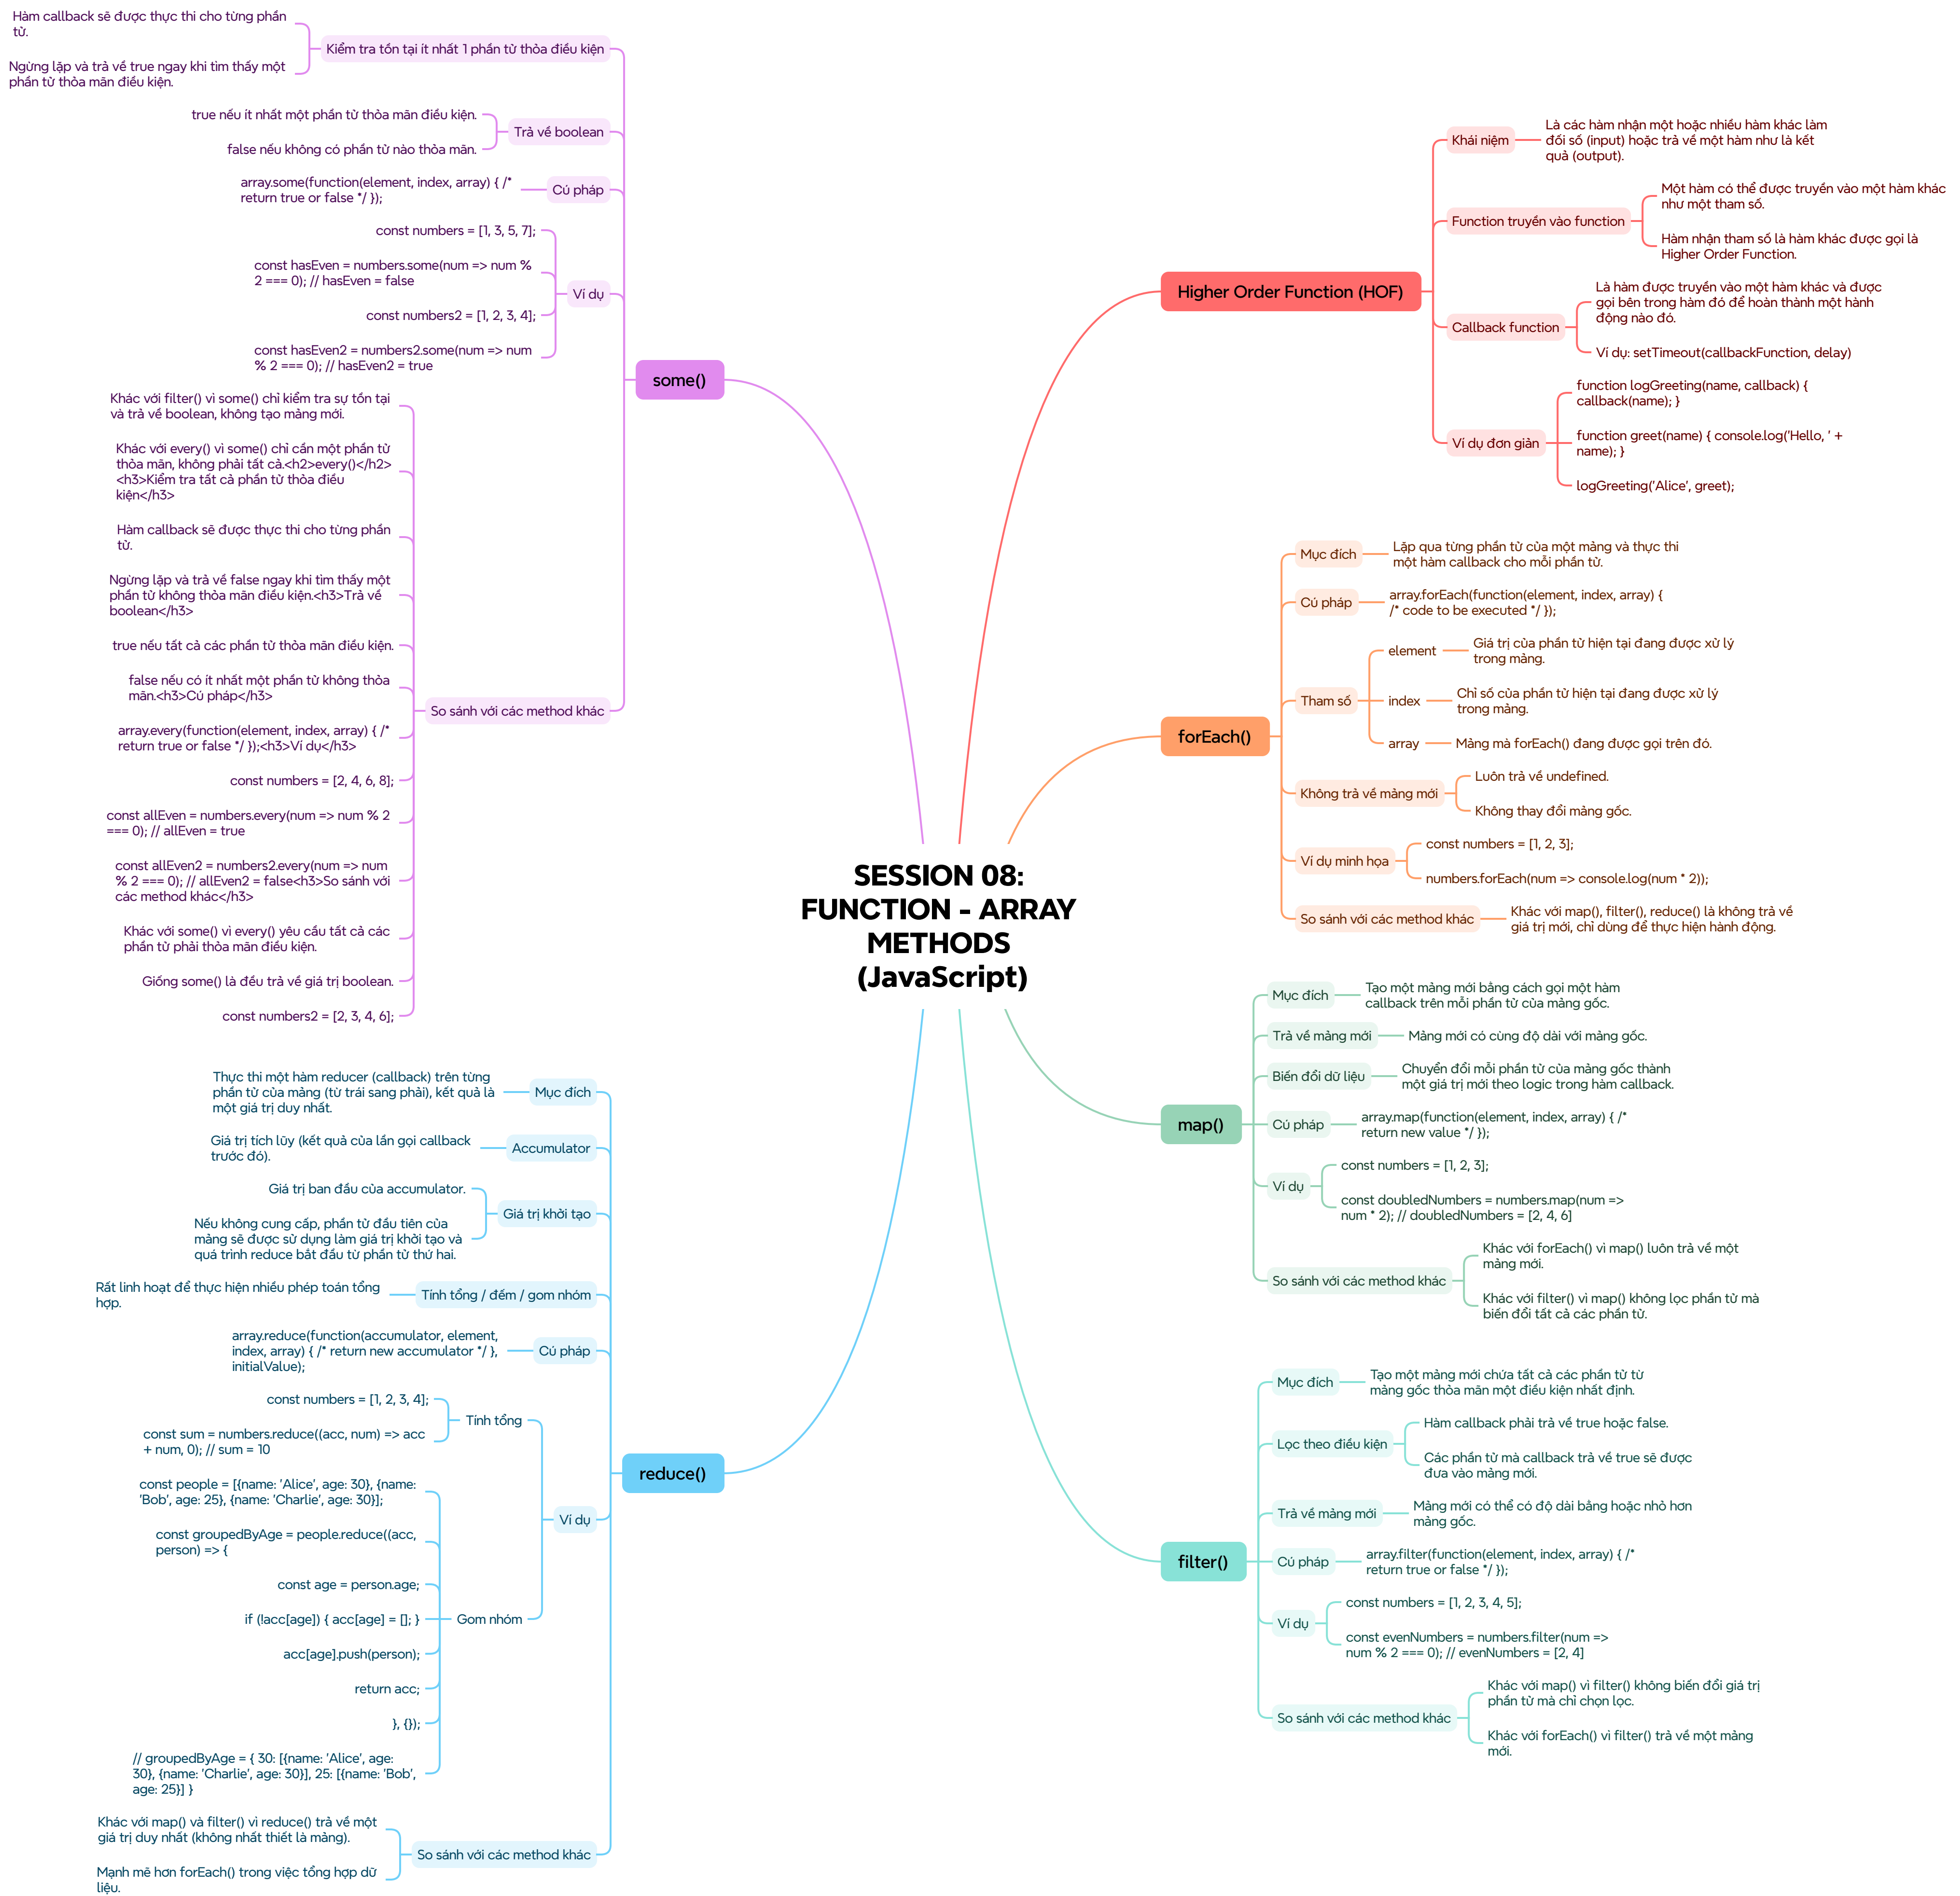 SESSION 08:
FUNCTION - ARRAY
METHODS
(JavaScript)
Higher Order Function (HOF)
Khái niệm
Là các hàm nhận một hoặc nhiều hàm khác làm
đối số (input) hoặc trả về một hàm như là kết
quả (output).
Function truyền vào function
Một hàm có thể được truyền vào một hàm khác
như một tham số.
Hàm nhận tham số là hàm khác được gọi là
Higher Order Function.
Callback function
Là hàm được truyền vào một hàm khác và được
gọi bên trong hàm đó để hoàn thành một hành
động nào đó.
Ví dụ: setTimeout(callbackFunction, delay)
Ví dụ đơn giản
function logGreeting(name, callback) {
callback(name); }
function greet(name) { console.log('Hello, ' +
name); }
logGreeting('Alice', greet);
forEach()
Mục đích
Lặp qua từng phần tử của một mảng và thực thi
một hàm callback cho mỗi phần tử.
Cú pháp
array.forEach(function(element, index, array) {
/* code to be executed */ });
Tham số
element
Giá trị của phần tử hiện tại đang được xử lý
trong mảng.
index
Chỉ số của phần tử hiện tại đang được xử lý
trong mảng.
array
Mảng mà forEach() đang được gọi trên đó.
Không trả về mảng mới
Luôn trả về undefined.
Không thay đổi mảng gốc.
Ví dụ minh họa
const numbers = [1, 2, 3];
numbers.forEach(num => console.log(num * 2));
So sánh với các method khác
Khác với map(), filter(), reduce() là không trả về
giá trị mới, chỉ dùng để thực hiện hành động.
map()
Mục đích
Tạo một mảng mới bằng cách gọi một hàm
callback trên mỗi phần tử của mảng gốc.
Trả về mảng mới
Mảng mới có cùng độ dài với mảng gốc.
Biến đổi dữ liệu
Chuyển đổi mỗi phần tử của mảng gốc thành
một giá trị mới theo logic trong hàm callback.
Cú pháp
array.map(function(element, index, array) { /*
return new value */ });
Ví dụ
const numbers = [1, 2, 3];
const doubledNumbers = numbers.map(num =>
num * 2); // doubledNumbers = [2, 4, 6]
So sánh với các method khác
Khác với forEach() vì map() luôn trả về một
mảng mới.
Khác với filter() vì map() không lọc phần tử mà
biến đổi tất cả các phần tử.
filter()
Mục đích
Tạo một mảng mới chứa tất cả các phần tử từ
mảng gốc thỏa mãn một điều kiện nhất định.
Lọc theo điều kiện
Hàm callback phải trả về true hoặc false.
Các phần tử mà callback trả về true sẽ được
đưa vào mảng mới.
Trả về mảng mới
Mảng mới có thể có độ dài bằng hoặc nhỏ hơn
mảng gốc.
Cú pháp
array.filter(function(element, index, array) { /*
return true or false */ });
Ví dụ
const numbers = [1, 2, 3, 4, 5];
const evenNumbers = numbers.filter(num =>
num % 2 === 0); // evenNumbers = [2, 4]
So sánh với các method khác
Khác với map() vì filter() không biến đổi giá trị
phần tử mà chỉ chọn lọc.
Khác với forEach() vì filter() trả về một mảng
mới.
some()
Kiểm tra tồn tại ít nhất 1 phần tử thỏa điều kiện
Hàm callback sẽ được thực thi cho từng phần
tử.
Ngừng lặp và trả về true ngay khi tìm thấy một
phần tử thỏa mãn điều kiện.
Trả về boolean
true nếu ít nhất một phần tử thỏa mãn điều kiện.
false nếu không có phần tử nào thỏa mãn.
Cú pháp
array.some(function(element, index, array) { /*
return true or false */ });
Ví dụ
const numbers = [1, 3, 5, 7];
const hasEven = numbers.some(num => num %
2 === 0); // hasEven = false
const numbers2 = [1, 2, 3, 4];
const hasEven2 = numbers2.some(num => num
% 2 === 0); // hasEven2 = true
So sánh với các method khác
Khác với filter() vì some() chỉ kiểm tra sự tồn tại
và trả về boolean, không tạo mảng mới.
Khác với every() vì some() chỉ cần một phần tử
thỏa mãn, không phải tất cả.<h2>every()</h2>
<h3>Kiểm tra tất cả phần tử thỏa điều
kiện</h3>
Hàm callback sẽ được thực thi cho từng phần
tử.
Ngừng lặp và trả về false ngay khi tìm thấy một
phần tử không thỏa mãn điều kiện.<h3>Trả về
boolean</h3>
true nếu tất cả các phần tử thỏa mãn điều kiện.
false nếu có ít nhất một phần tử không thỏa
mãn.<h3>Cú pháp</h3>
array.every(function(element, index, array) { /*
return true or false */ });<h3>Ví dụ</h3>
const numbers = [2, 4, 6, 8];
const allEven = numbers.every(num => num % 2
=== 0); // allEven = true
const allEven2 = numbers2.every(num => num
% 2 === 0); // allEven2 = false<h3>So sánh với
các method khác</h3>
Khác với some() vì every() yêu cầu tất cả các
phần tử phải thỏa mãn điều kiện.
Giống some() là đều trả về giá trị boolean.
const numbers2 = [2, 3, 4, 6];
reduce()
Mục đích
Thực thi một hàm reducer (callback) trên từng
phần tử của mảng (từ trái sang phải), kết quả là
một giá trị duy nhất.
Accumulator
Giá trị tích lũy (kết quả của lần gọi callback
trước đó).
Giá trị khởi tạo
Giá trị ban đầu của accumulator.
Nếu không cung cấp, phần tử đầu tiên của
mảng sẽ được sử dụng làm giá trị khởi tạo và
quá trình reduce bắt đầu từ phần tử thứ hai.
Tính tổng / đếm / gom nhóm
Rất linh hoạt để thực hiện nhiều phép toán tổng
hợp.
Cú pháp
array.reduce(function(accumulator, element,
index, array) { /* return new accumulator */ },
initialValue);
Ví dụ
Tính tổng
const numbers = [1, 2, 3, 4];
const sum = numbers.reduce((acc, num) => acc
+ num, 0); // sum = 10
Gom nhóm
const people = [{name: 'Alice', age: 30}, {name:
'Bob', age: 25}, {name: 'Charlie', age: 30}];
const groupedByAge = people.reduce((acc,
person) => {
const age = person.age;
if (!acc[age]) { acc[age] = []; }
acc[age].push(person);
return acc;
}, {});
// groupedByAge = { 30: [{name: 'Alice', age:
30}, {name: 'Charlie', age: 30}], 25: [{name: 'Bob',
age: 25}] }
So sánh với các method khác
Khác với map() và filter() vì reduce() trả về một
giá trị duy nhất (không nhất thiết là mảng).
Mạnh mẽ hơn forEach() trong việc tổng hợp dữ
liệu.